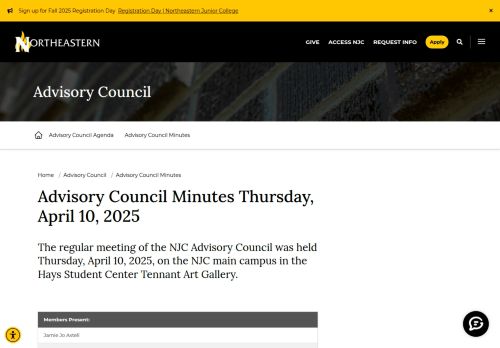 Sign up for Fall 2025 Registration Day Registration Day | Northeastern Junior College ×
NORTHEASTERN GIVE ACCESS NJC REQUEST INFO Apply
Advisory Council
Advisory Council Agenda Advisory Council Minutes
Home / Advisory Council / Advisory Council Minutes
Advisory Council Minutes Thursday,
April 10, 2025
The regular meeting of the NJC Advisory Council was held
Thursday, April 10, 2025, on the NJC main campus in the
Hays Student Center Tennant Art Gallery.
Members Present:
Jamie Jo Axtell